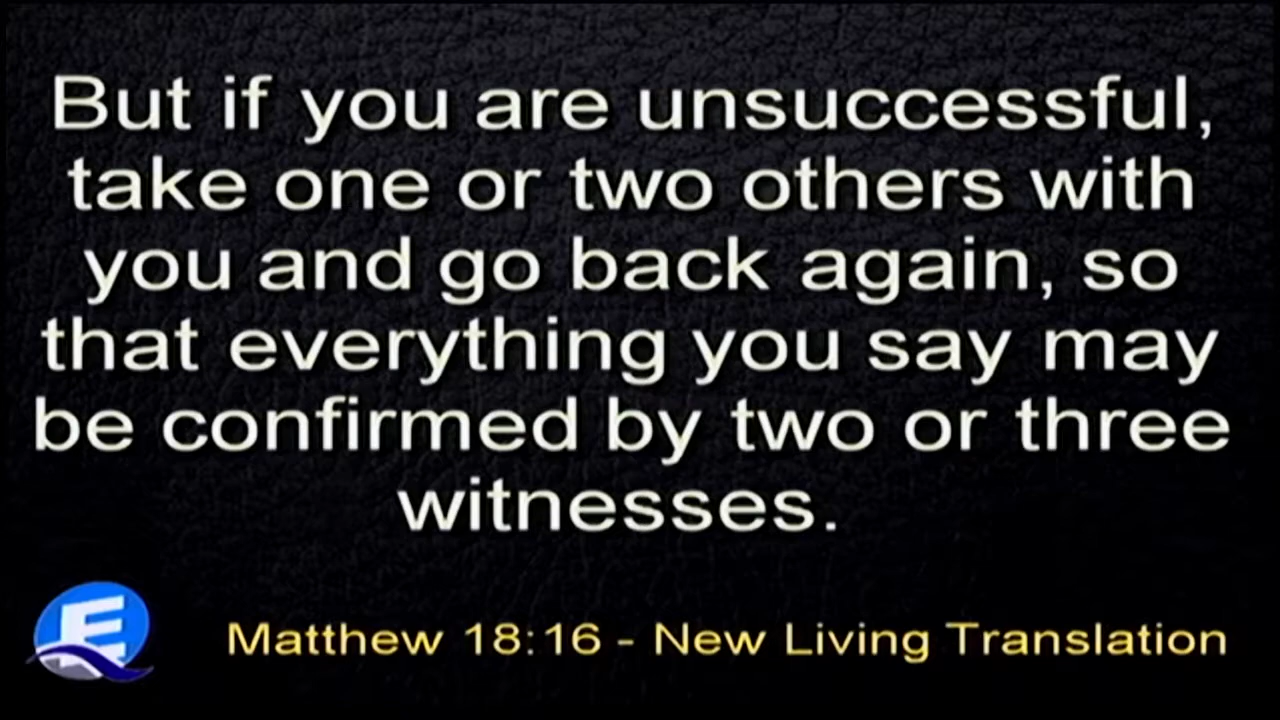 But if you are unsuccessful,
take one or two others with
you and go back again, so
that everything you say may
be confirmed by two or three
witnesses.
E
Matthew 18:16 - New Living Translation